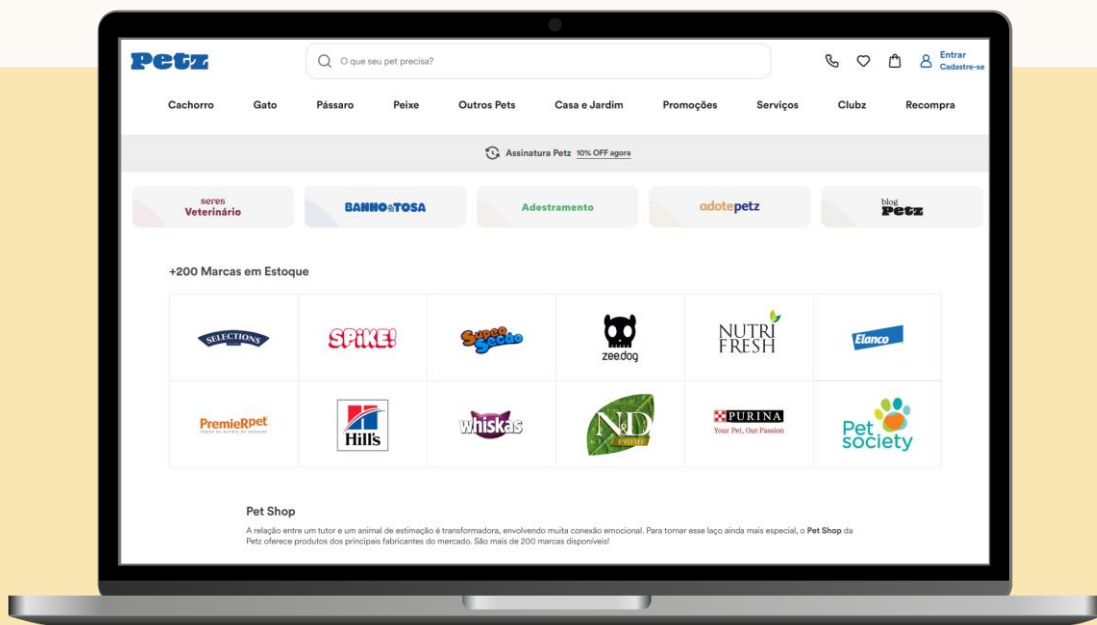 Petz
O que seu pet precisa?
Entrar
Cadastre-se
Cachorro Gato Pássaro Peixe Outros Pets Casa e Jardim Promoções Serviços Clubz Recompra
Assinatura Petz 10% OFF agora
seres
Veterinário
BANHO & TOSA
Adestramento
adotepetz
blog
Petz
+200 Marcas em Estoque
SELECTIONS
SPiKE!
Super
Secão
zee.dog
NUTRI
FRESH
Elanco
PremieRpet
Hill's
whiskas
N&D
PRIME
PURINA
Your Pet, Our Passion
Pet
society
Pet Shop
A relação entre um tutor e um animal de estimação é transformadora, envolvendo muita conexão emocional. Para tornar esse laço ainda mais especial, o Pet Shop da
Petz oferece produtos dos principais fabricantes do mercado. São mais de 200 marcas disponíveis!